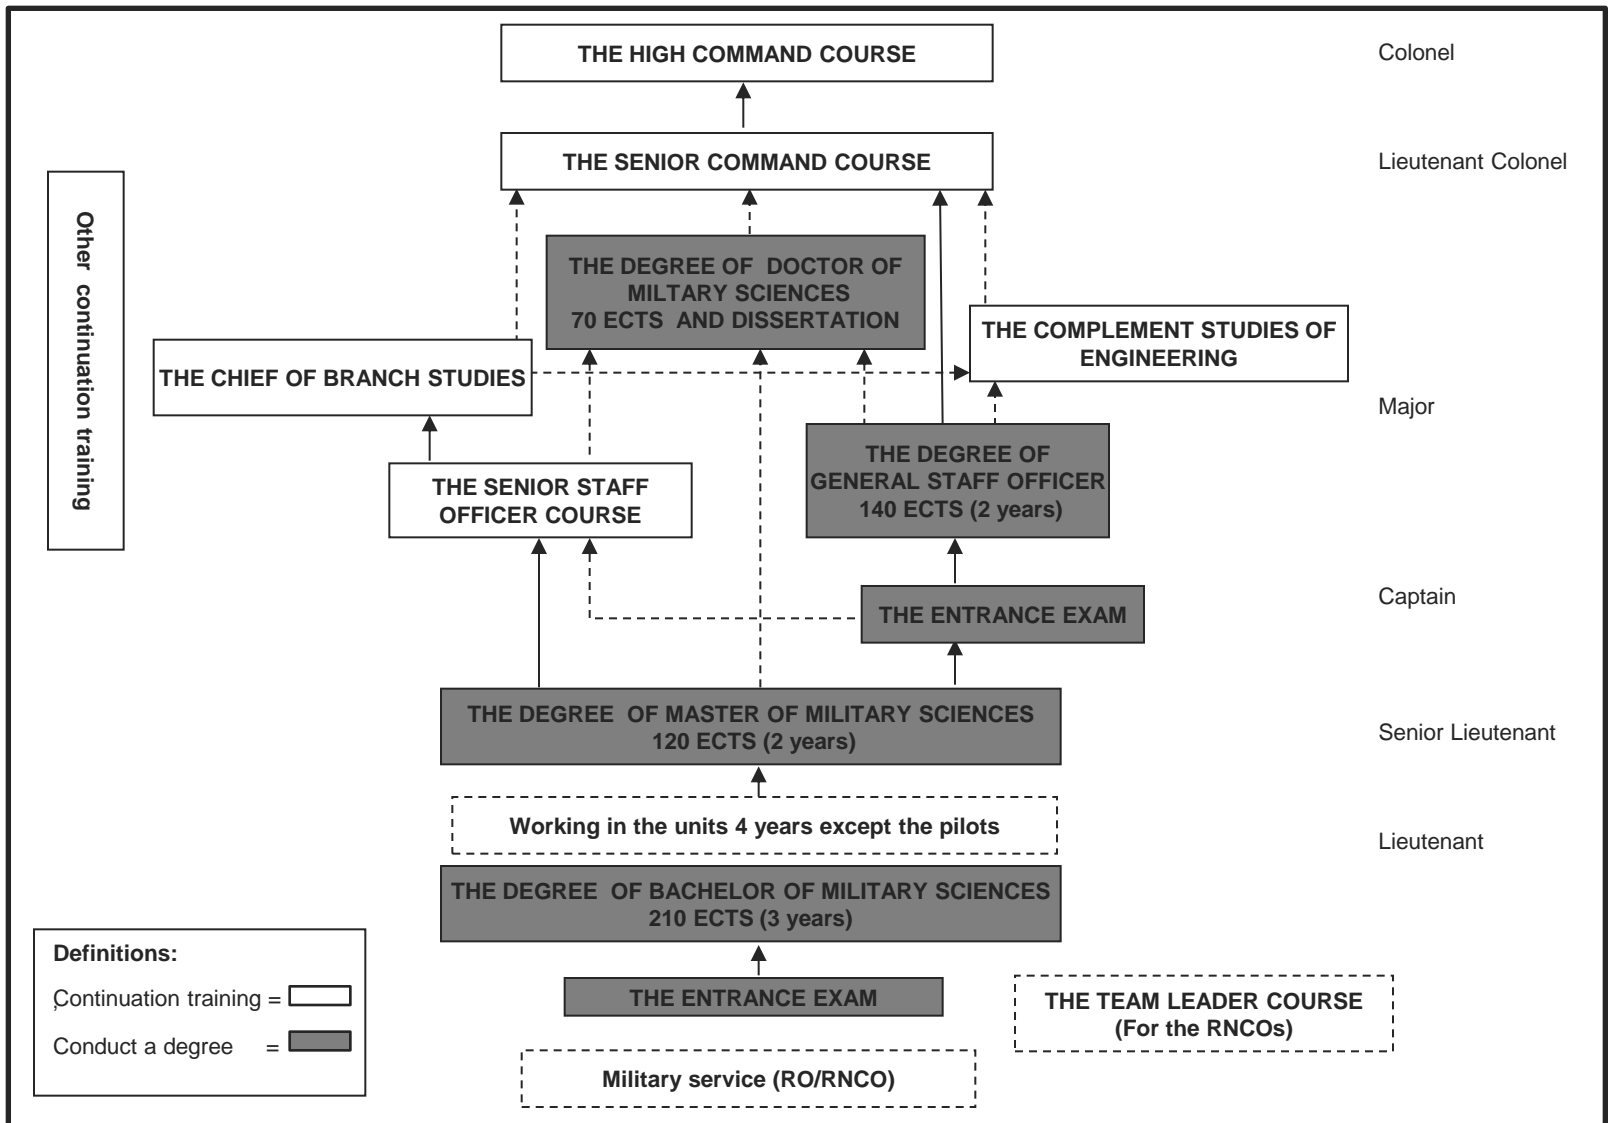 THE HIGH COMMAND COURSE
Colonel
THE SENIOR COMMAND COURSE
Lieutenant Colonel
Other continuation training
THE DEGREE OF DOCTOR OF
MILTARY SCIENCES
70 ECTS AND DISSERTATION
THE COMPLEMENT STUDIES OF
ENGINEERING
THE CHIEF OF BRANCH STUDIES
Major
THE DEGREE OF
GENERAL STAFF OFFICER
140 ECTS (2 years)
THE SENIOR STAFF
OFFICER COURSE
Captain
THE ENTRANCE EXAM
THE DEGREE OF MASTER OF MILITARY SCIENCES
120 ECTS (2 years)
Senior Lieutenant
Working in the units 4 years except the pilots
Lieutenant
THE DEGREE OF BACHELOR OF MILITARY SCIENCES
210 ECTS (3 years)
Definitions:
Continuation training =
Conduct a degree =
THE ENTRANCE EXAM
THE TEAM LEADER COURSE
(For the RNCOs)
Military service (RO/RNCO)